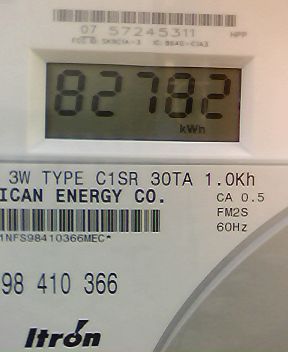 07 57245311 HPP
82782
kWh
3W TYPE C1SR 30TA 1.0Kh
ICAN ENERGY CO. CA 0.5
FM2S
60Hz
1NFS98410366MEC*
98 410 366
Itron